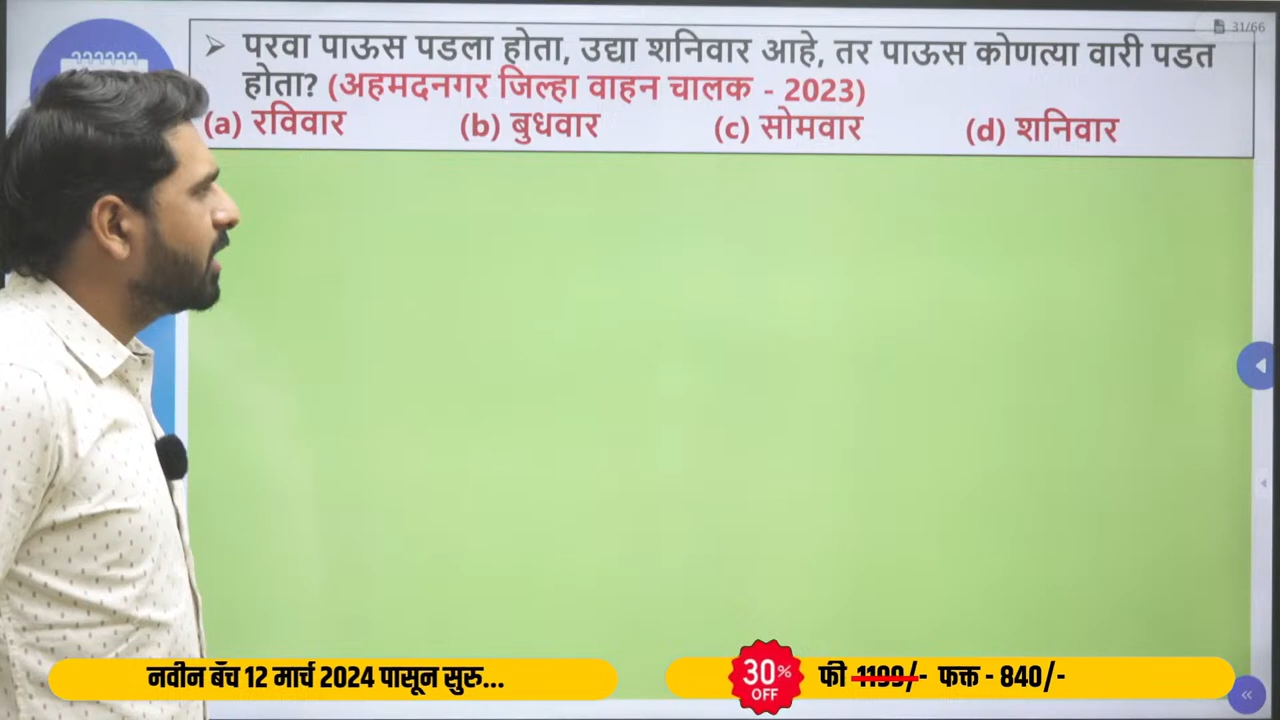 31/66
➢ परवा पाऊस पडला होता, उद्या शनिवार आहे, तर पाऊस कोणत्या वारी पडत
होता? (अहमदनगर जिल्हा वाहन चालक - 2023)
(a) रविवार (b) बुधवार (c) सोमवार (d) शनिवार
नवीन बॅच 12 मार्च 2024 पासून सुरु...
30% OFF
फी 1199/- फक्त - 840/-